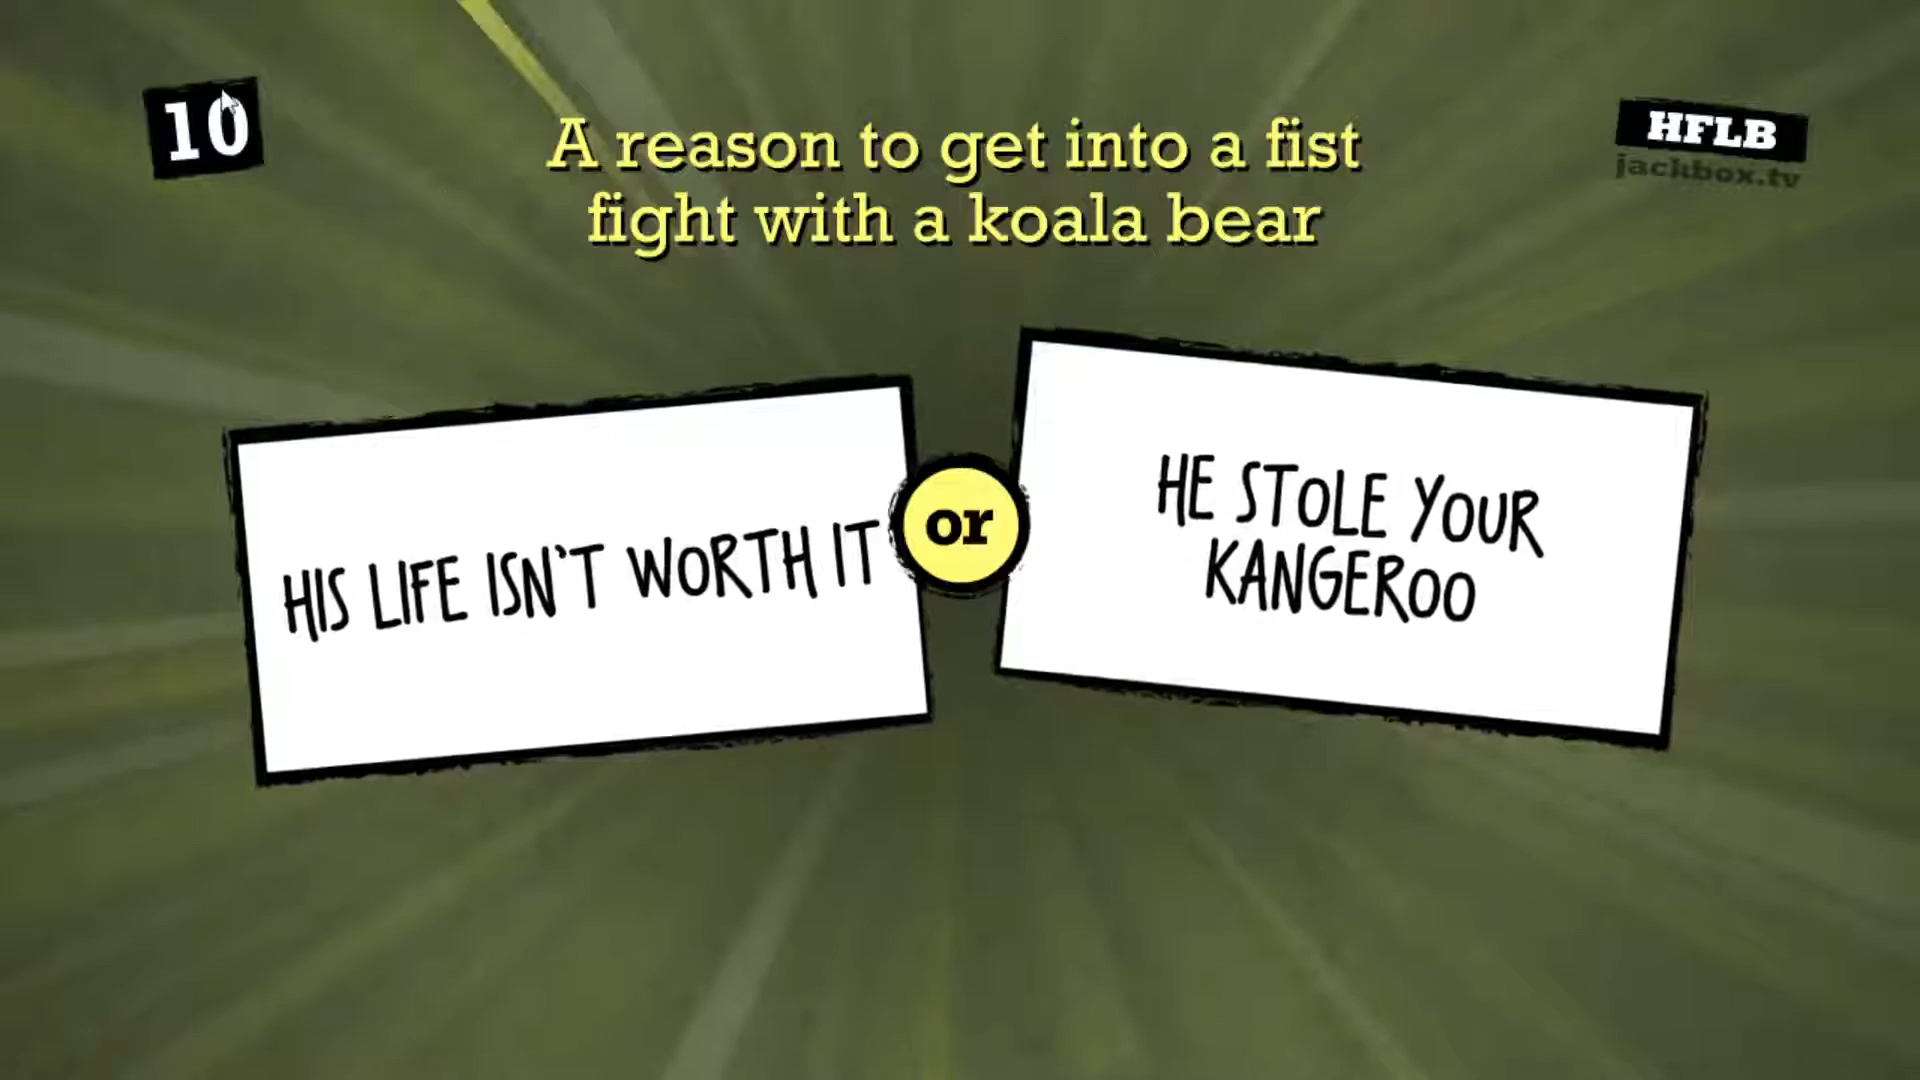 10
HFLB
jackbox.tv
A reason to get into a fist
fight with a koala bear
HIS LIFE ISN'T WORTH IT
or
HE STOLE YOUR
KANGEROO